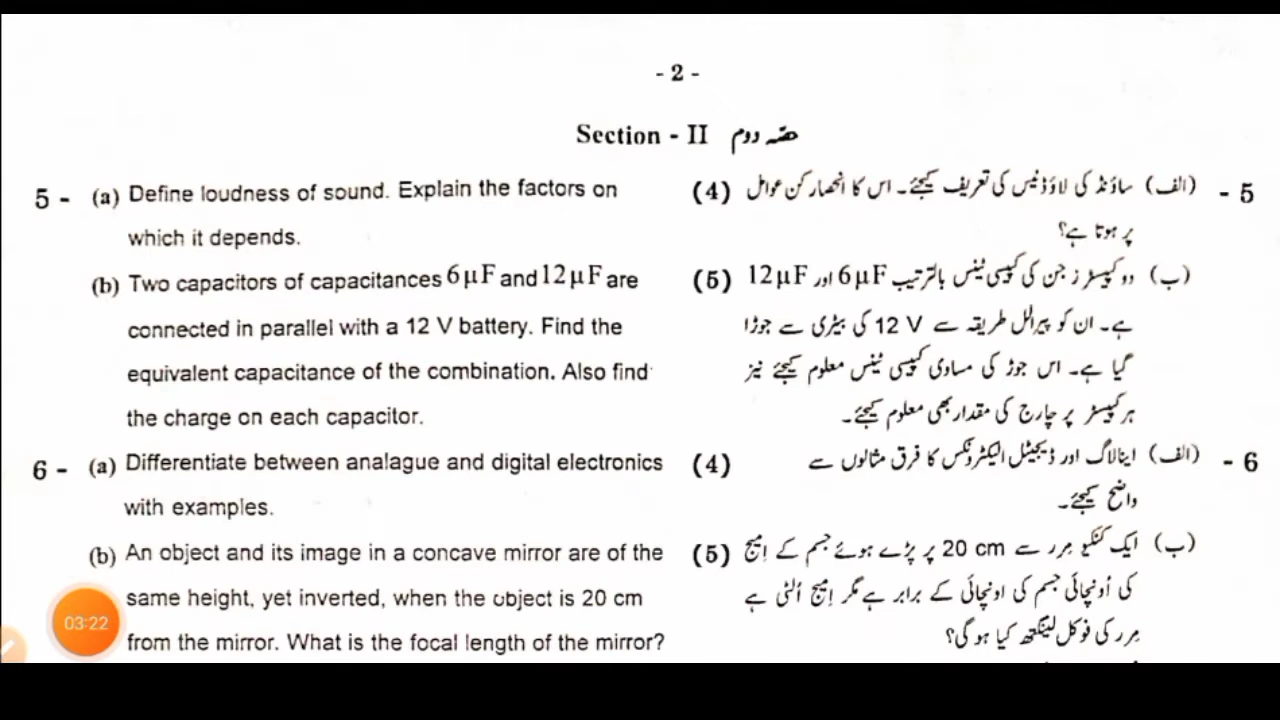 - 2 -
Section - II حصّہ دوم
5 - (a) Define loudness of sound. Explain the factors on
which it depends.
(b) Two capacitors of capacitances 6μF and 12μF are
connected in parallel with a 12 V battery. Find the
equivalent capacitance of the combination. Also find
the charge on each capacitor.
6 - (a) Differentiate between analague and digital electronics
with examples.
(b) An object and its image in a concave mirror are of the
same height, yet inverted, when the object is 20 cm
from the mirror. What is the focal length of the mirror?
5 - (الف) ساؤنڈ کی لاؤڈنیس کی تعریف کیجئے۔ اس کا انحصار کن عوامل (4)
پر ہوتا ہے؟
(ب) دو کپیسٹرز جن کی کپیسی ٹینس بالترتیب 6μF اور 12μF (5)
ہے۔ ان کو پیرالل طریقہ سے 12 V کی بیٹری سے جوڑا
گیا ہے۔ اس جوڑ کی مساوی کپیسی ٹینس معلوم کیجئے نیز
ہر کپیسٹر پر چارج کی مقدار بھی معلوم کیجئے۔
6 - (الف) اینالاگ اور ڈیجیٹل الیکٹرونکس کا فرق مثالوں سے (4)
واضح کیجئے۔
(ب) ایک کنکیو مِرر سے 20 cm پر پڑے ہوئے جسم کے اِمیج (5)
کی اُونچائی جسم کی اونچائی کے برابر ہے مگر اِمیج اُلٹی ہے
مِرر کی فوکل لینگتھ کیا ہو گی؟
03:22